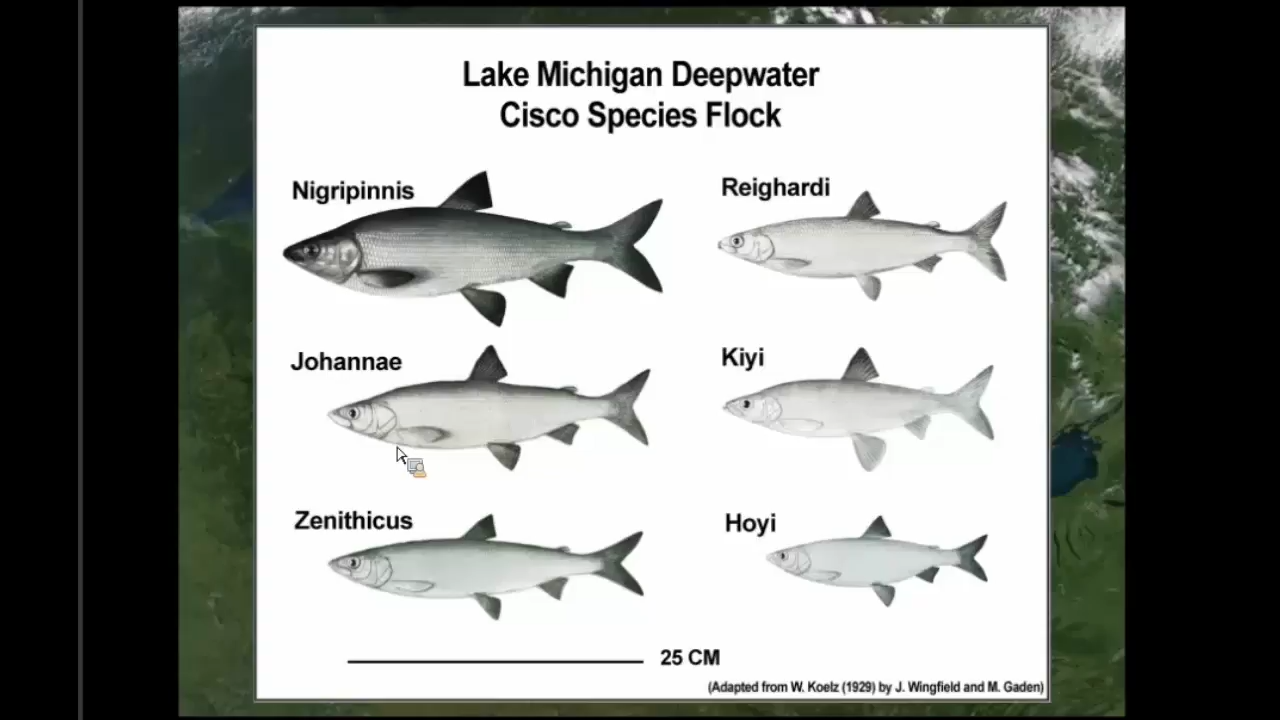 Lake Michigan Deepwater
Cisco Species Flock
Nigripinnis
Reighardi
Johannae
Kiyi
Zenithicus
Hoyi
25 CM
(Adapted from W. Koelz (1929) by J. Wingfield and M. Gaden)